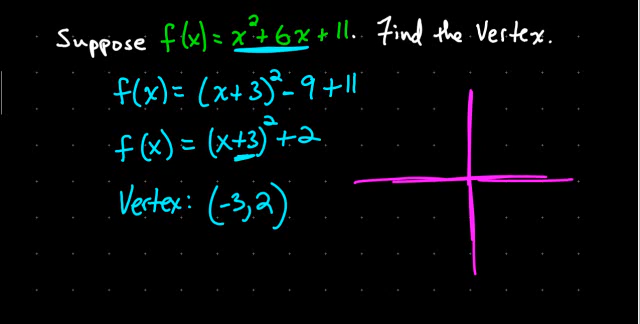 Suppose f(x) = x² + 6x + 11. Find the Vertex.
f(x) = (x+3)² - 9 + 11
f(x) = (x+3)² + 2
Vertex: (-3, 2)